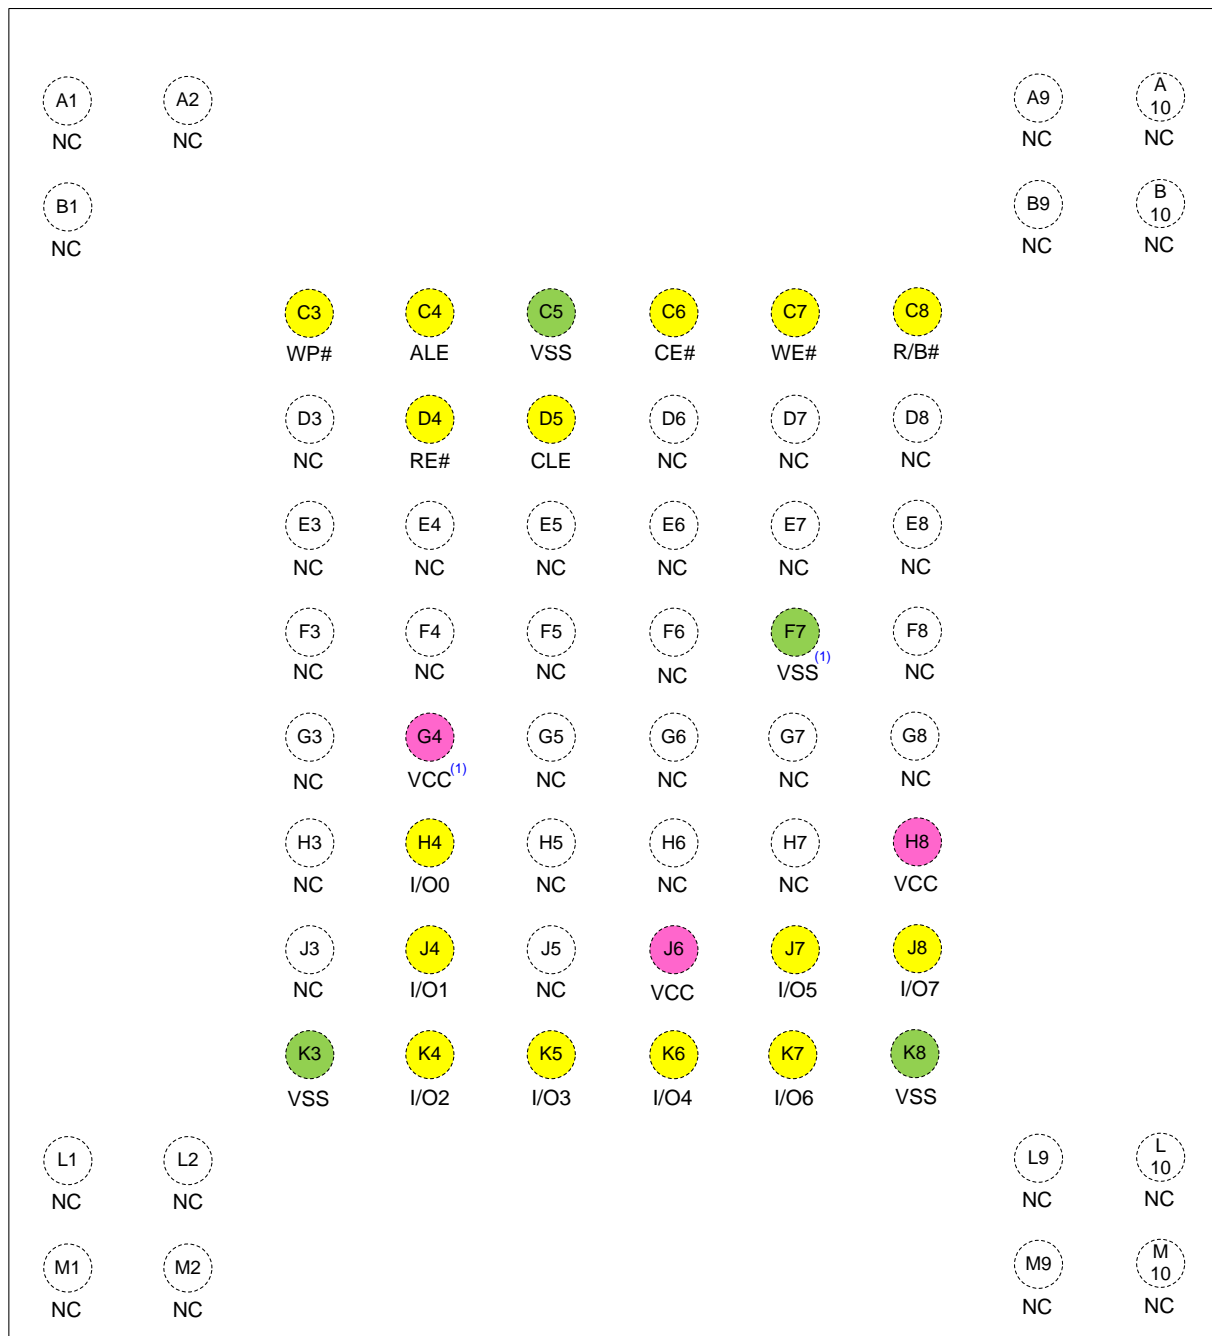 A1 A2 A9 A 10
NC NC NC NC
B1 B9 B 10
NC NC NC
C3 C4 C5 C6 C7 C8
WP# ALE VSS CE# WE# R/B#
D3 D4 D5 D6 D7 D8
NC RE# CLE NC NC NC
E3 E4 E5 E6 E7 E8
NC NC NC NC NC NC
F3 F4 F5 F6 F7 F8
NC NC NC NC VSS(1) NC
G3 G4 G5 G6 G7 G8
NC VCC(1) NC NC NC NC
H3 H4 H5 H6 H7 H8
NC I/O0 NC NC NC VCC
J3 J4 J5 J6 J7 J8
NC I/O1 NC VCC I/O5 I/O7
K3 K4 K5 K6 K7 K8
VSS I/O2 I/O3 I/O4 I/O6 VSS
L1 L2 L9 L 10
NC NC NC NC
M1 M2 M9 M 10
NC NC NC NC